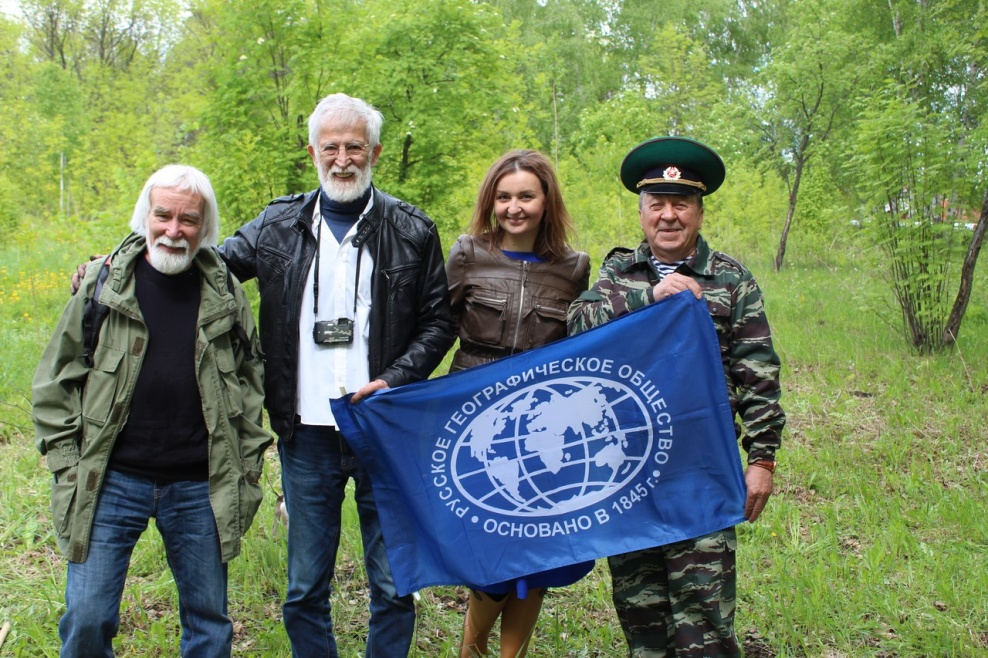 РУССКОЕ ГЕОГРАФИЧЕСКОЕ ОБЩЕСТВО
• ОСНОВАНО В 1845 г. •